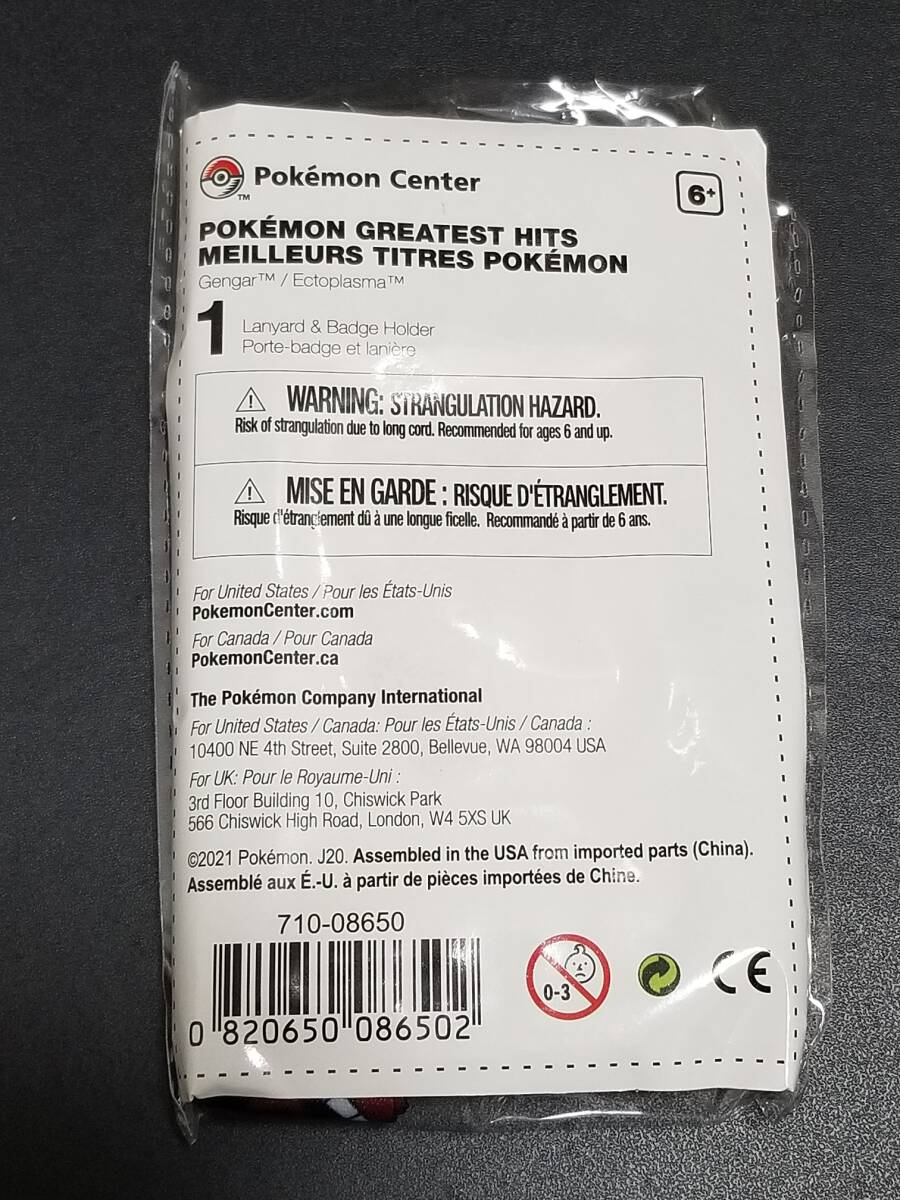 Pokémon Center
TM
6+
POKÉMON GREATEST HITS
MEILLEURS TITRES POKÉMON
Gengar™ / Ectoplasma™
1
Lanyard & Badge Holder
Porte-badge et lanière
⚠ WARNING: STRANGULATION HAZARD.
Risk of strangulation due to long cord. Recommended for ages 6 and up.
⚠ MISE EN GARDE : RISQUE D'ÉTRANGLEMENT.
Risque d'étranglement dû à une longue ficelle. Recommandé à partir de 6 ans.
For United States / Pour les États-Unis
PokemonCenter.com
For Canada / Pour Canada
PokemonCenter.ca
The Pokémon Company International
For United States / Canada: Pour les États-Unis / Canada :
10400 NE 4th Street, Suite 2800, Bellevue, WA 98004 USA
For UK: Pour le Royaume-Uni :
3rd Floor Building 10, Chiswick Park
566 Chiswick High Road, London, W4 5XS UK
©2021 Pokémon. J20. Assembled in the USA from imported parts (China).
Assemblé aux É.-U. à partir de pièces importées de Chine.
710-08650
0 820650 086502
0-3
CE